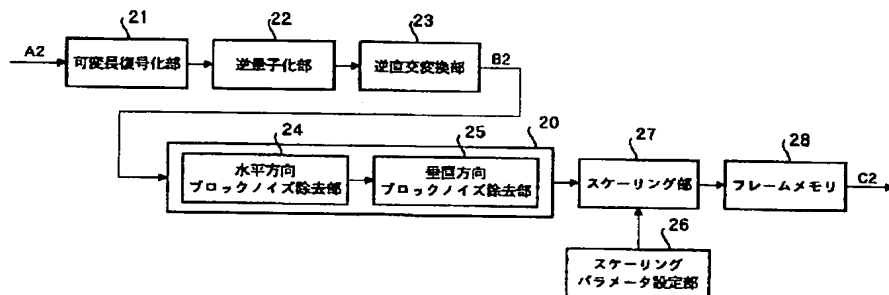 21
22
23
A2
可変長復号化部
逆量子化部
逆直交変換部
B2
20
24
25
27
28
水平方向
ブロックノイズ除去部
垂直方向
ブロックノイズ除去部
スケーリング部
フレームメモリ
C2
26
スケーリング
パラメータ設定部